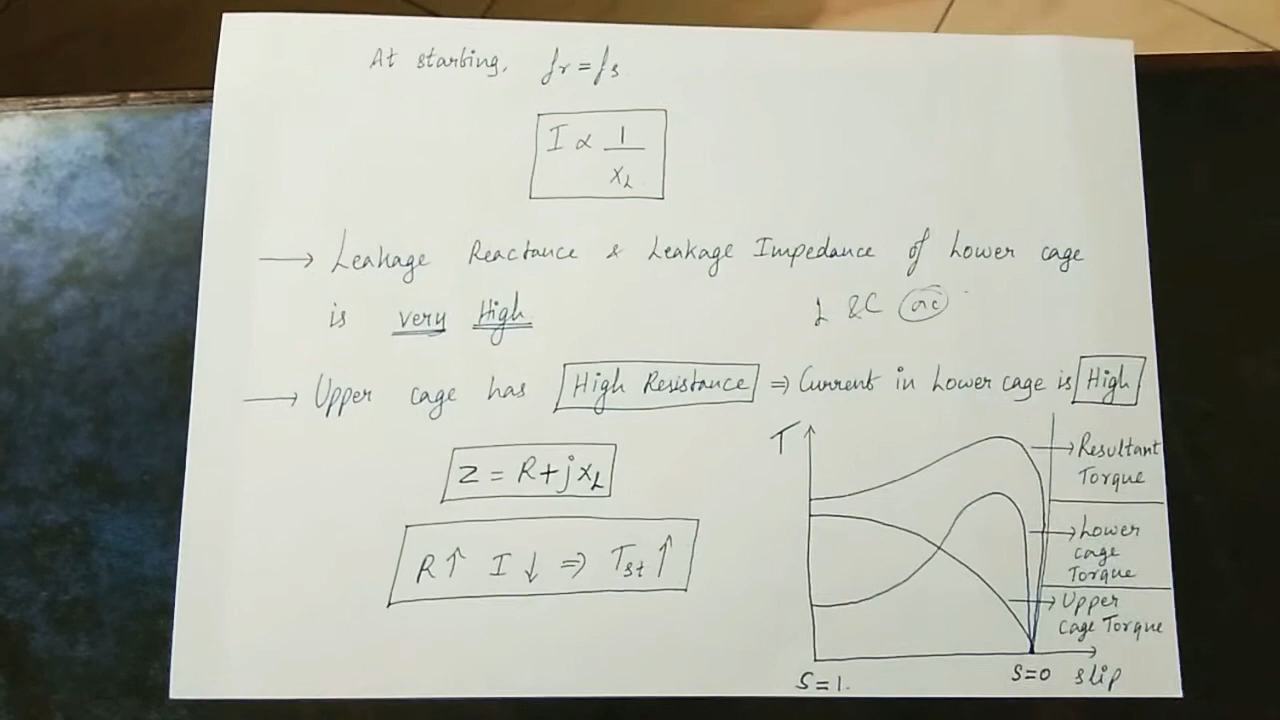 At starting, fr = fs
I ∝ 1/XL
→ Leakage Reactance & Leakage Impedance of Lower cage
is very High
L &C
→ Upper cage has High Resistance ⇒ Current in Lower cage is High
Z = R+jXL
R↑ I↓ ⇒ Tst↑
T
→ Resultant
Torque
→ Lower
cage
Torque
→ Upper
Cage Torque
S=1.
S=0 slip